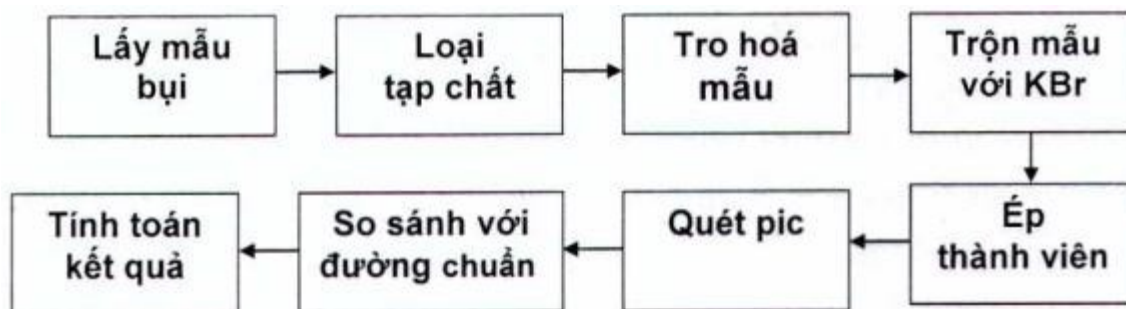 Lấy mẫu
bụi
Loại
tạp chất
Tro hoá
mẫu
Trộn mẫu
với KBr
Ép
thành viên
Quét pic
So sánh với
đường chuẩn
Tính toán
kết quả